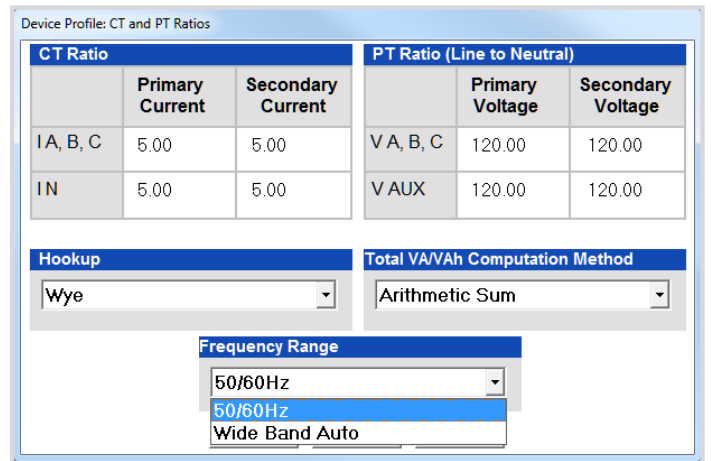 Device Profile: CT and PT Ratios
CT Ratio
Primary Current
Secondary Current
I A, B, C
5.00
5.00
I N
5.00
5.00
PT Ratio (Line to Neutral)
Primary Voltage
Secondary Voltage
V A, B, C
120.00
120.00
V AUX
120.00
120.00
Hookup
Wye
Total VA/VAh Computation Method
Arithmetic Sum
Frequency Range
50/60Hz
50/60Hz
Wide Band Auto